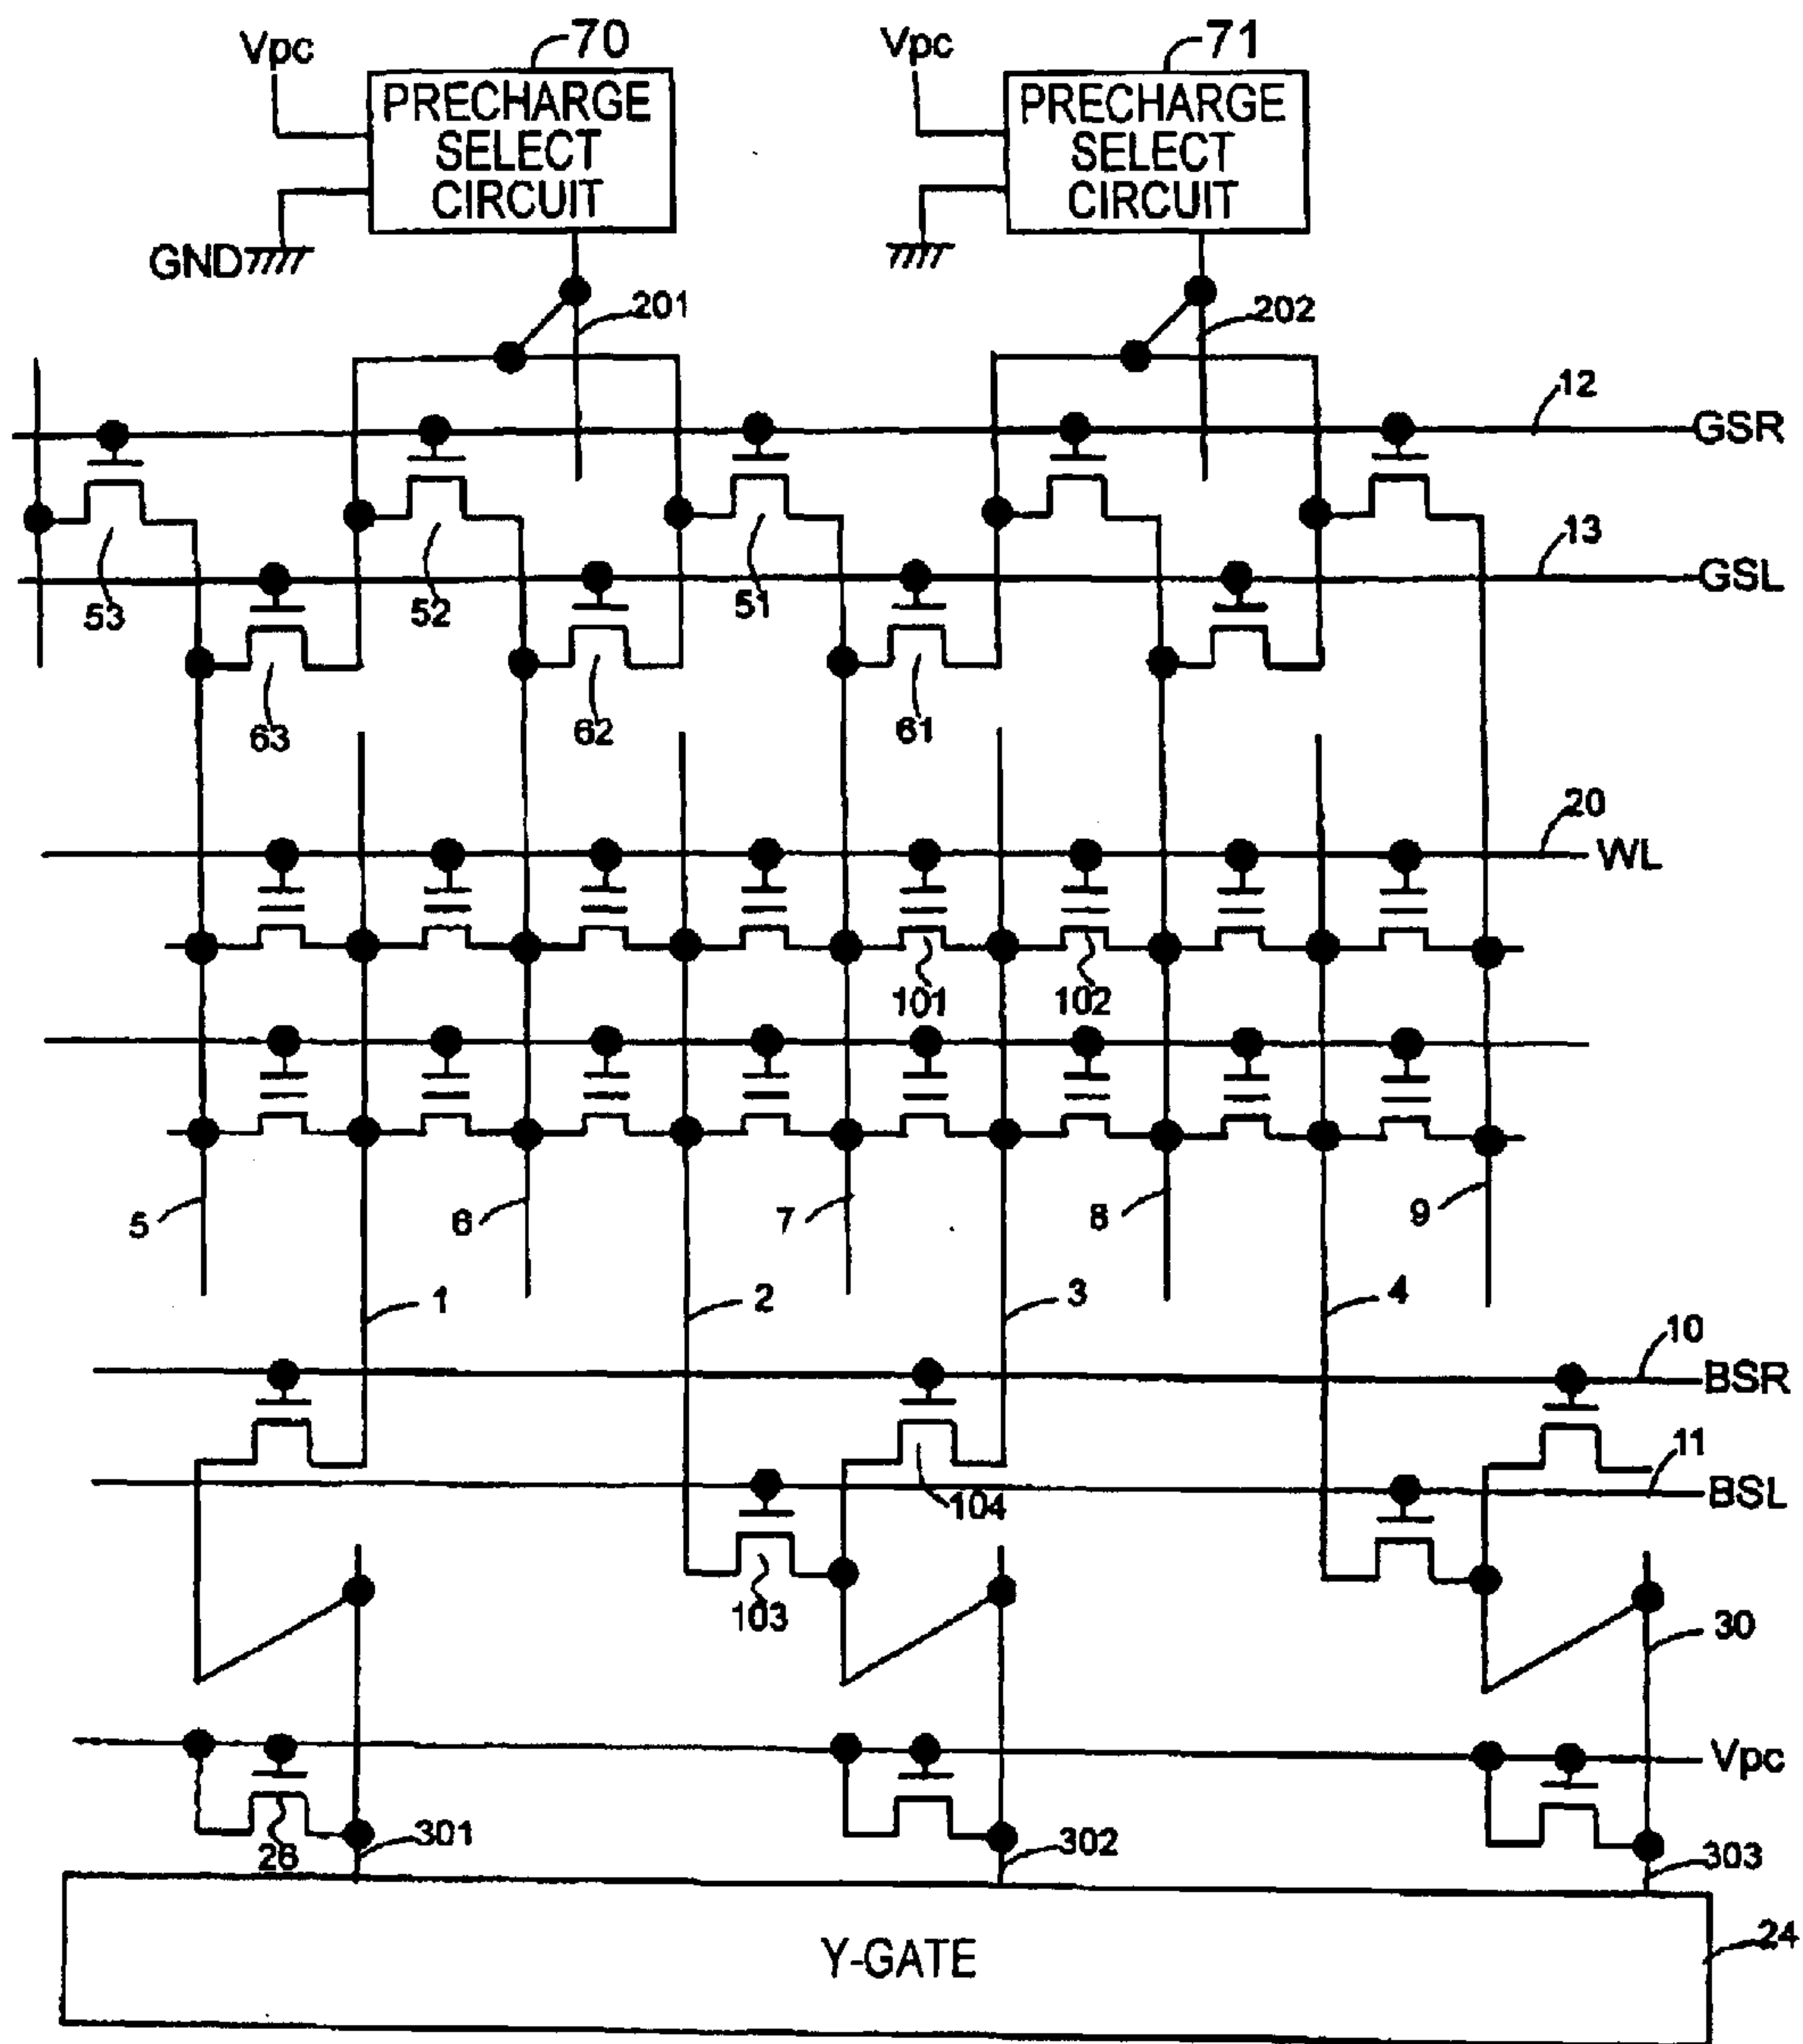 Vpc 70 Vpc 71
PRECHARGE SELECT CIRCUIT
PRECHARGE SELECT CIRCUIT
GND
201 202
12
GSR
13
GSL
53 52 51
63 62 61
20
WL
101 102
5 6 7 8 9
1 2 3 4
10
BSR
11
BSL
104
103
30
Vpc
26 301 302 303
Y-GATE
24